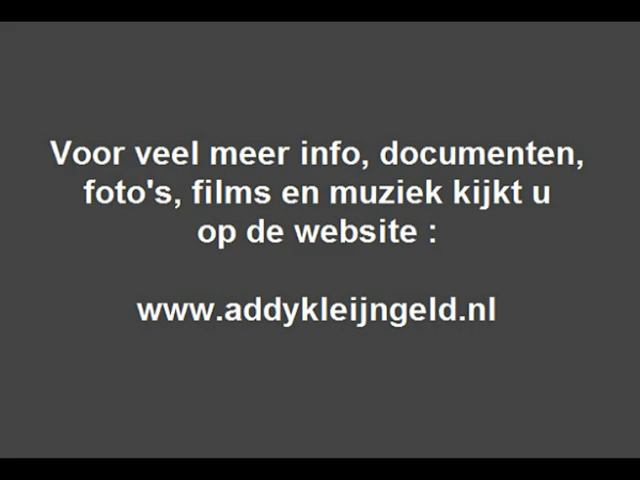 Voor veel meer info, documenten,
foto's, films en muziek kijkt u
op de website :
www.addykleijngeld.nl